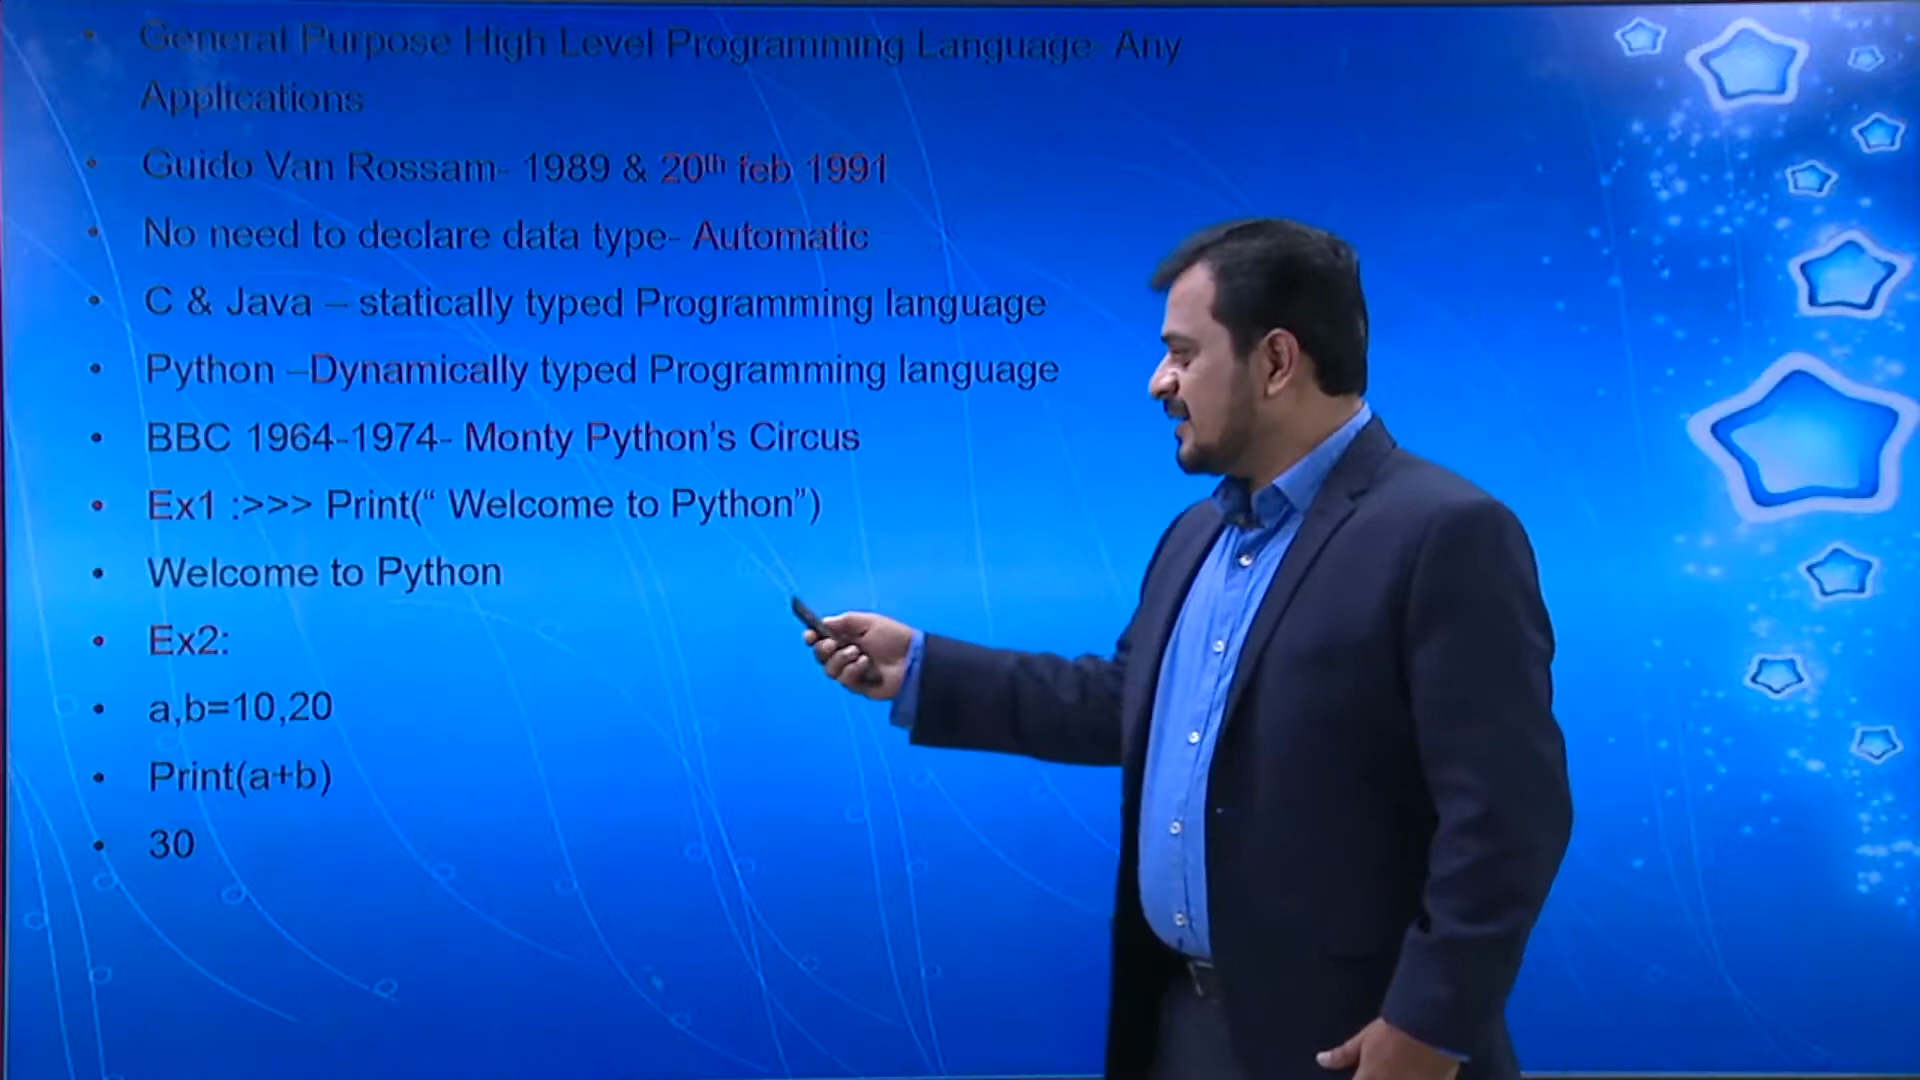 General Purpose High Level Programming Language- Any
Applications
Guido Van Rossam- 1989 & 20th feb 1991
No need to declare data type- Automatic
C & Java – statically typed Programming language
Python –Dynamically typed Programming language
BBC 1964-1974- Monty Python’s Circus
Ex1 :>>> Print(“ Welcome to Python”)
Welcome to Python
Ex2:
a,b=10,20
Print(a+b)
30